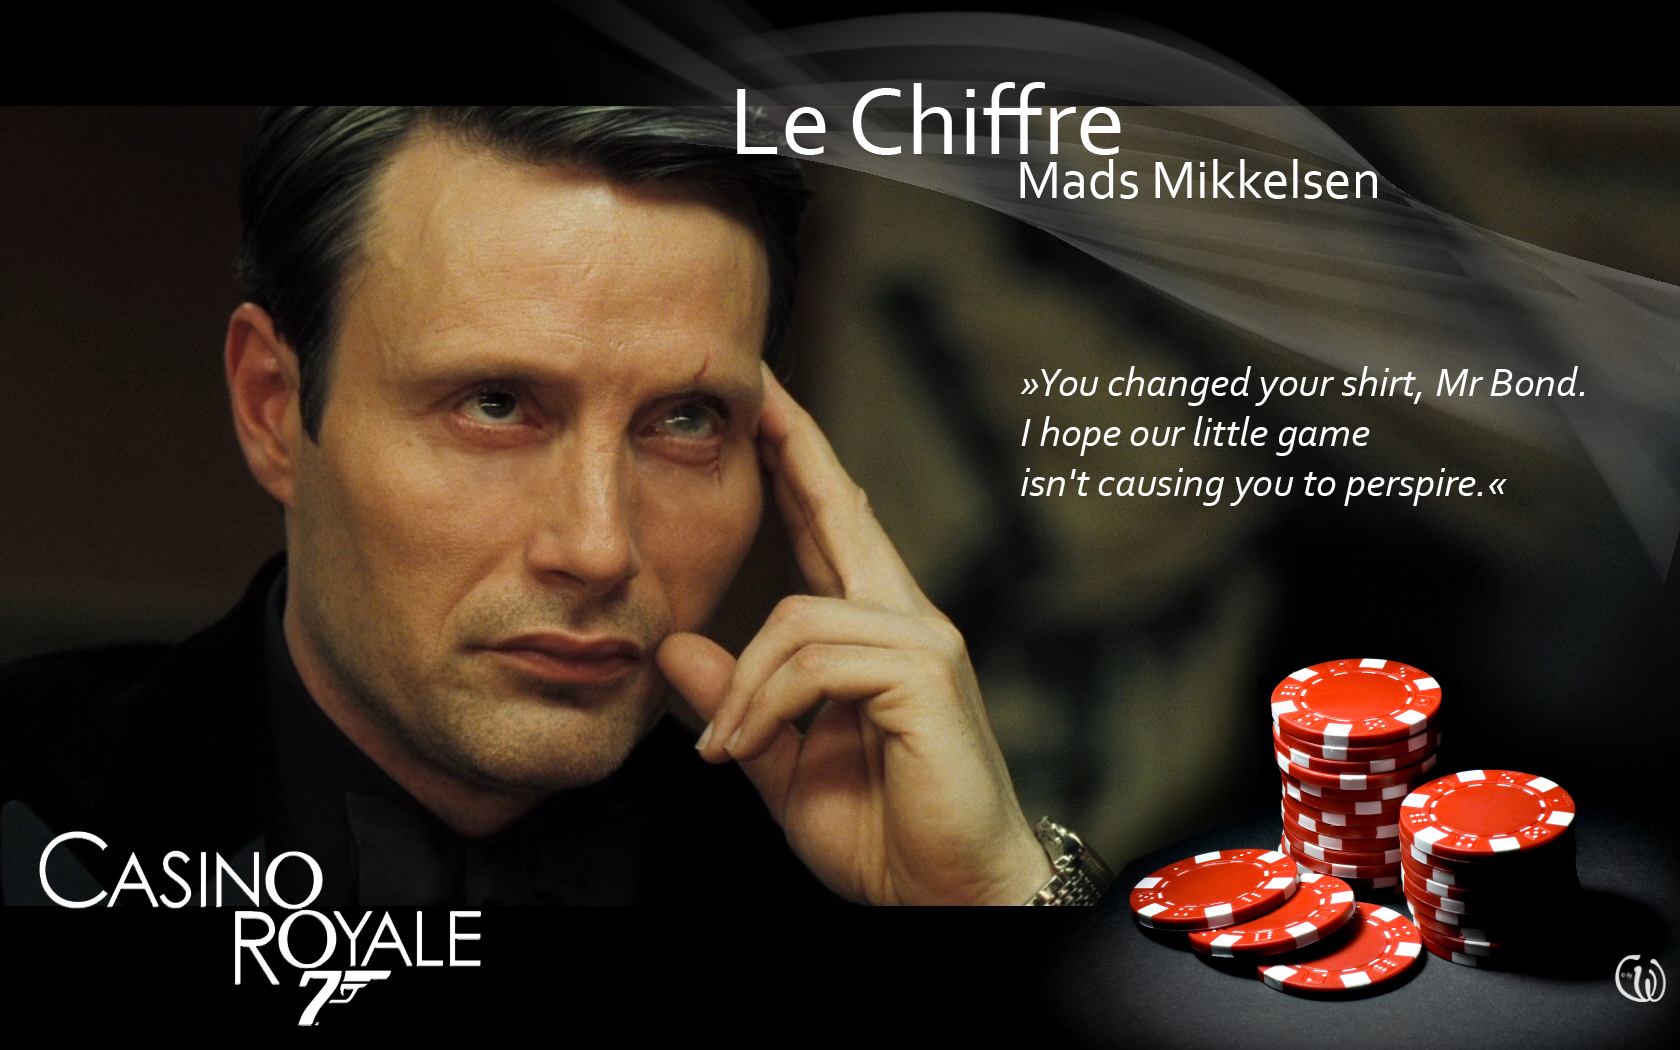 Le Chiffre
Mads Mikkelsen
»You changed your shirt, Mr Bond.
I hope our little game
isn't causing you to perspire.«
CASINO
ROYALE
7